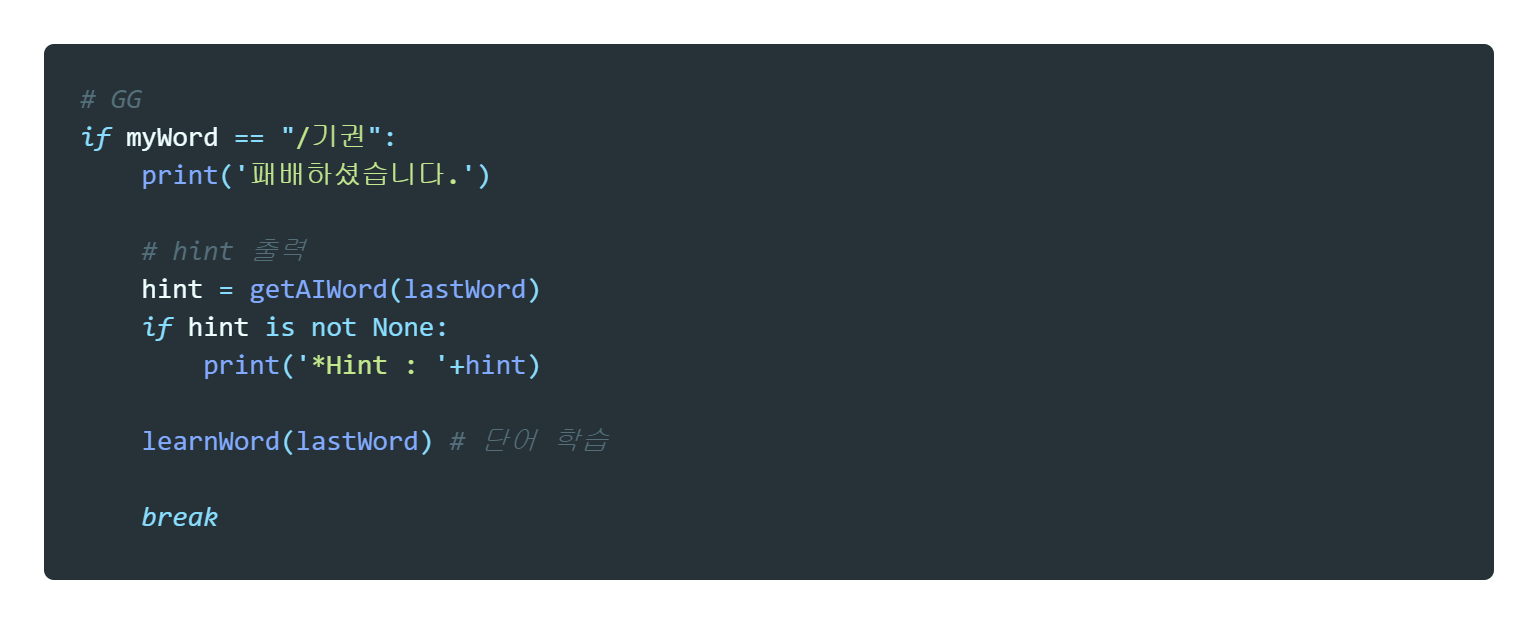 # GG
if myWord == "/기권":
    print('패배하셨습니다.')
    # hint 출력
    hint = getAIWord(lastWord)
    if hint is not None:
        print('*Hint : '+hint)
    learnWord(lastWord) # 단어 학습
    break